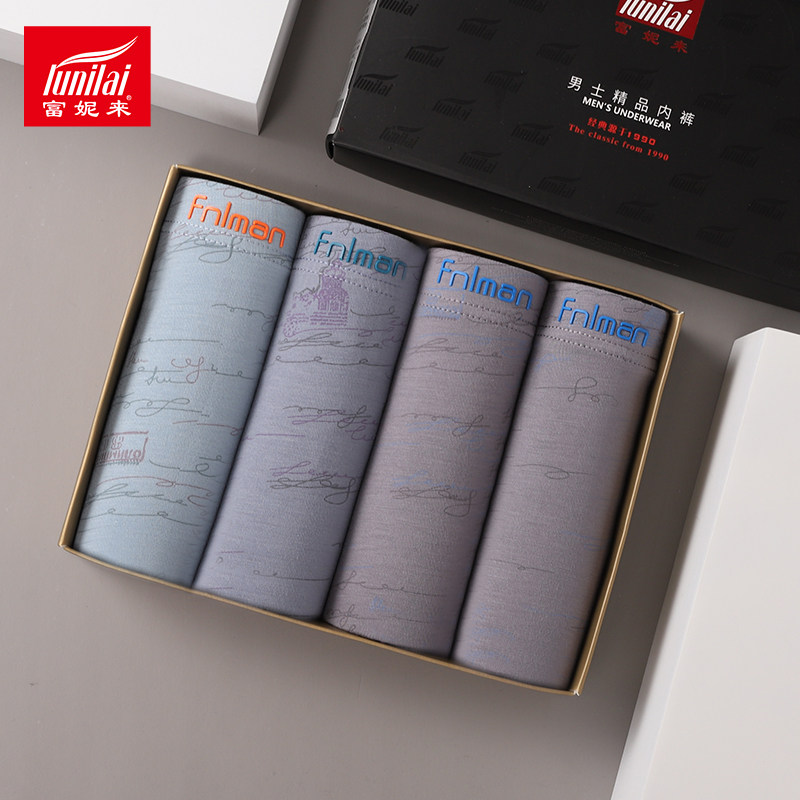 funilai®
富妮来
funilai
富妮来
男士精品内裤
MEN'S UNDERWEAR
经典源于1990
The classic from 1990
fnlman
fnlman
fnlman
fnlman